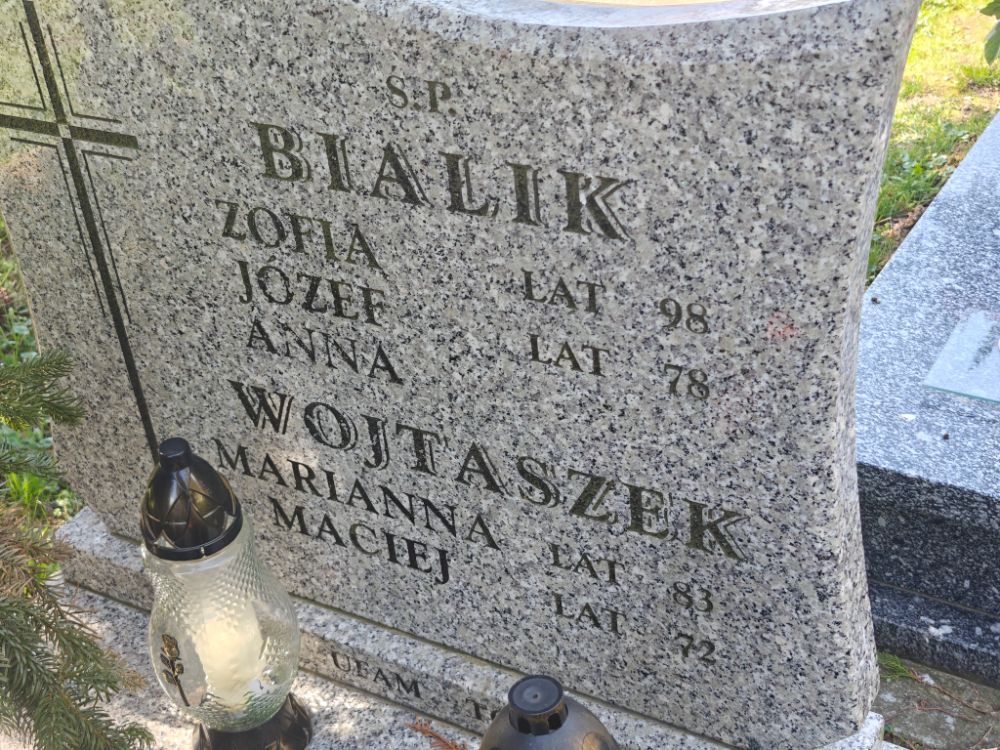 S.P.
BIALIK
ZOFIA LAT 98
JÓZEF LAT 78
ANNA
WOJTASZEK
MARIANNA LAT 83
MACIEJ LAT 72
UFAM